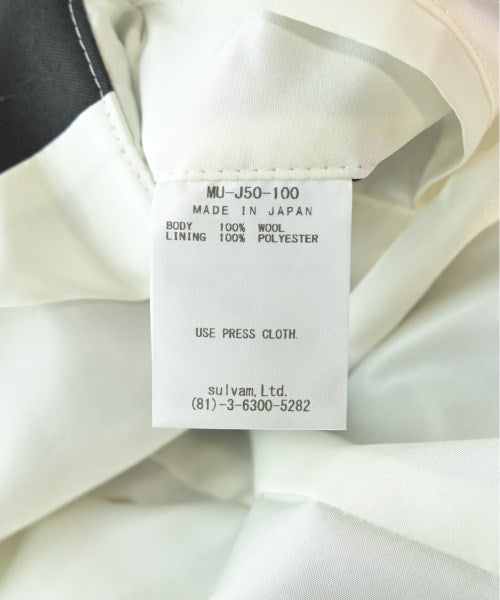 MU-J50-100
MADE IN JAPAN
BODY 100% WOOL
LINING 100% POLYESTER
USE PRESS CLOTH.
sulvam,Ltd.
(81)-3-6300-5282